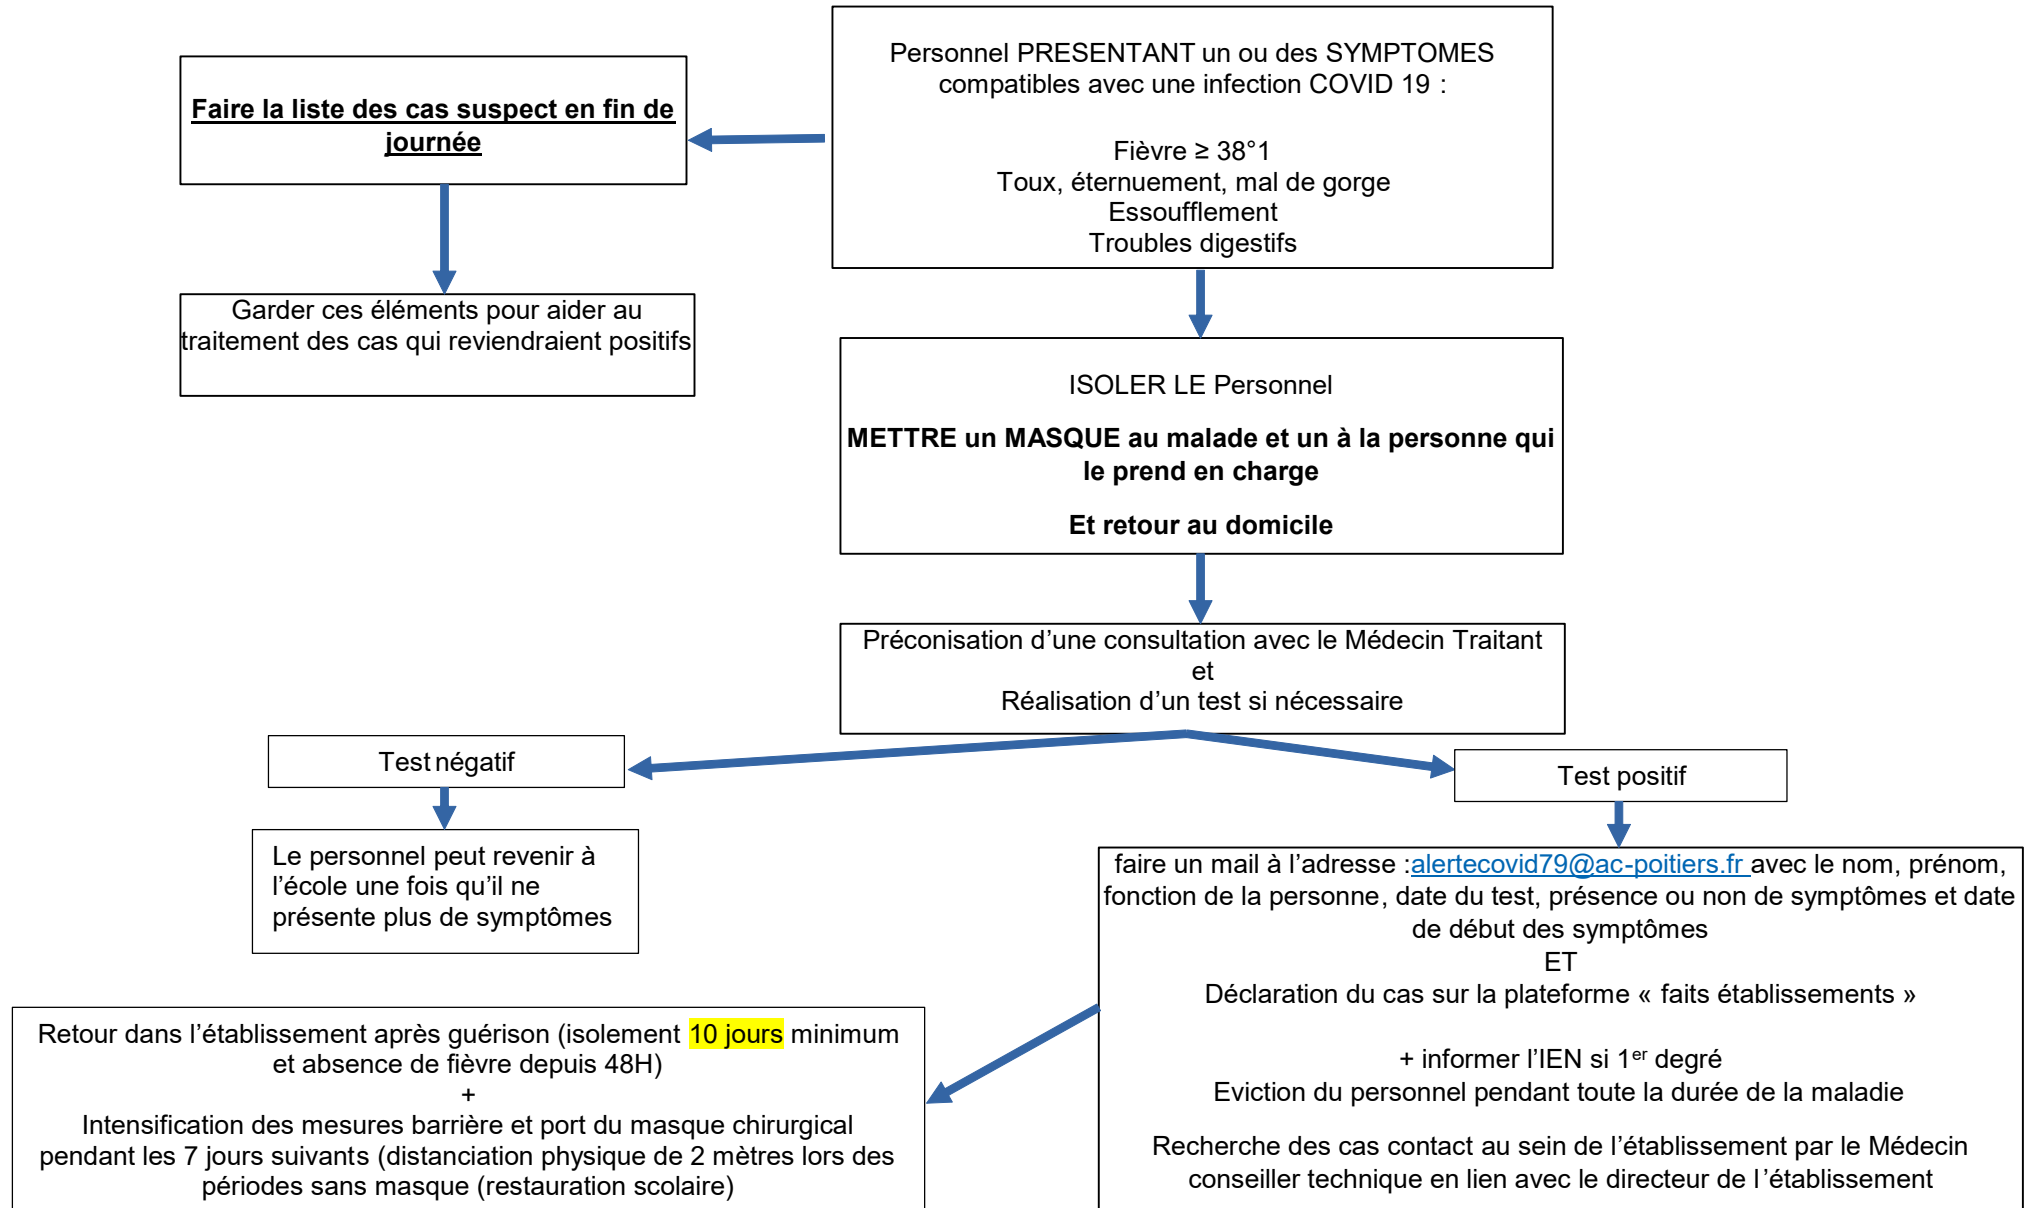 Personnel PRESENTANT un ou des SYMPTOMES
compatibles avec une infection COVID 19 :
Fièvre ≥ 38°1
Toux, éternuement, mal de gorge
Essoufflement
Troubles digestifs
Faire la liste des cas suspect en fin de
journée
Garder ces éléments pour aider au
traitement des cas qui reviendraient positifs
ISOLER LE Personnel
METTRE un MASQUE au malade et un à la personne qui
le prend en charge
Et retour au domicile
Préconisation d’une consultation avec le Médecin Traitant
et
Réalisation d’un test si nécessaire
Test négatif
Le personnel peut revenir à
l’école une fois qu’il ne
présente plus de symptômes
Test positif
faire un mail à l’adresse :alertecovid79@ac-poitiers.fr avec le nom, prénom,
fonction de la personne, date du test, présence ou non de symptômes et date
de début des symptômes
ET
Déclaration du cas sur la plateforme « faits établissements »
+ informer l’IEN si 1er degré
Eviction du personnel pendant toute la durée de la maladie
Recherche des cas contact au sein de l’établissement par le Médecin
conseiller technique en lien avec le directeur de l’établissement
Retour dans l’établissement après guérison (isolement 10 jours minimum
et absence de fièvre depuis 48H)
+
Intensification des mesures barrière et port du masque chirurgical
pendant les 7 jours suivants (distanciation physique de 2 mètres lors des
périodes sans masque (restauration scolaire)